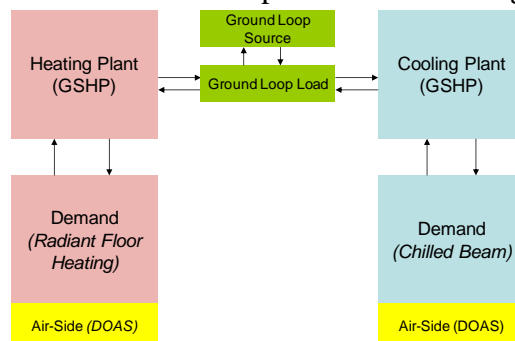 Ground Loop
Source
Heating Plant
(GSHP)
Ground Loop Load
Cooling Plant
(GSHP)
Demand
(Radiant Floor
Heating)
Demand
(Chilled Beam)
Air-Side (DOAS)
Air-Side (DOAS)